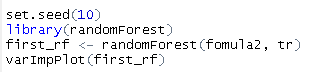 set.seed(10)
library(randomForest)
first_rf <- randomForest(fomula2, tr)
varImpPlot(first_rf)